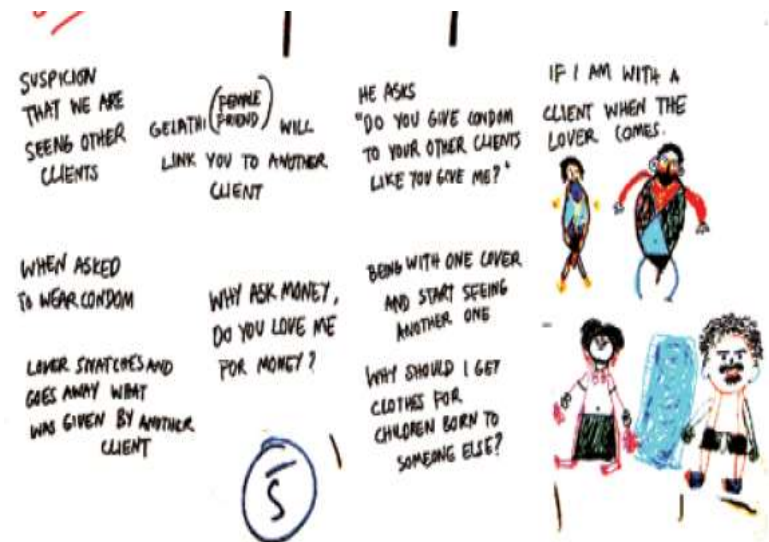 SUSPICION
THAT WE ARE
SEENG OTHER
CLIENTS
GELATHI (FEMALE FRIEND) WILL
LINK YOU TO ANOTHER
CLIENT
HE ASKS
"DO YOU GIVE CONDOM
TO YOUR OTHER CLIENTS
LIKE YOU GIVE ME?"
IF I AM WITH A
CLIENT WHEN THE
LOVER COMES.
WHEN ASKED
TO WEAR CONDOM
WHY ASK MONEY,
DO YOU LOVE ME
FOR MONEY?
BEING WITH ONE LOVER
AND START SEEING
ANOTHER ONE
LOVER SNATCHES AND
GOES AWAY WHAT
WAS GIVEN BY ANOTHER
CLIENT
WHY SHOULD I GET
CLOTHES FOR
CHILDREN BORN TO
SOMEONE ELSE?
5